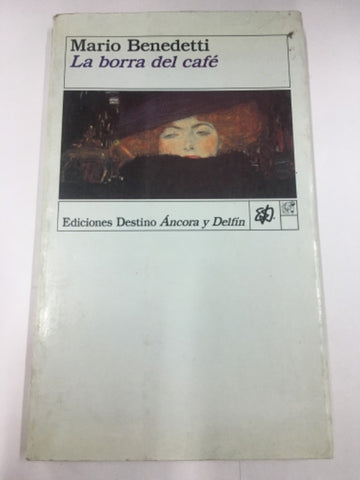 Mario Benedetti
La borra del café
Ediciones Destino Áncora y Delfín